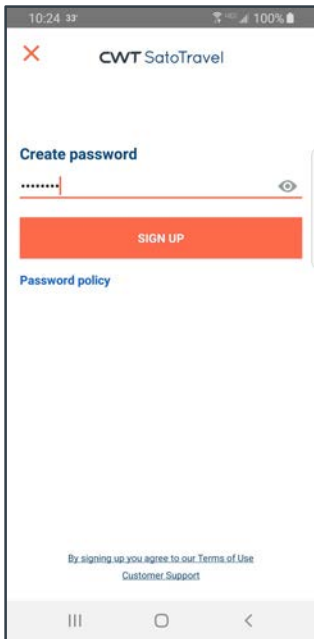 10:24 33°
100%
CWT SatoTravel
Create password
••••••••
SIGN UP
Password policy
By signing up you agree to our Terms of Use
Customer Support